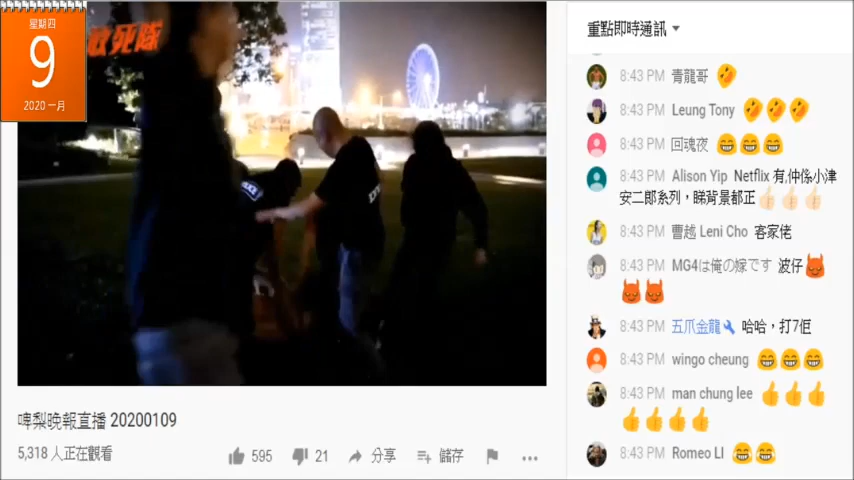 星期四
9
2020 一月
敢死隊
啤梨晚報直播 20200109
5,318 人正在觀看
595
21
分享
儲存
重點即時通訊
8:43 PM 青龍哥 🤣
8:43 PM Leung Tony 🤣🤣🤣
8:43 PM 回魂夜 😂😂😂
8:43 PM Alison Yip Netflix 有,仲係小津
安二郎系列,睇背景都正👍🏻👍🏻👍🏻
8:43 PM 曹越 Leni Cho 客家佬
8:43 PM MG4は俺の嫁です 波仔👹
👹👹
8:43 PM 五爪金龍🔧 哈哈,打7佢
8:43 PM wingo cheung 😁😁😁
8:43 PM man chung lee 👍👍👍
👍👍👍👍
8:43 PM Romeo LI 😂😂